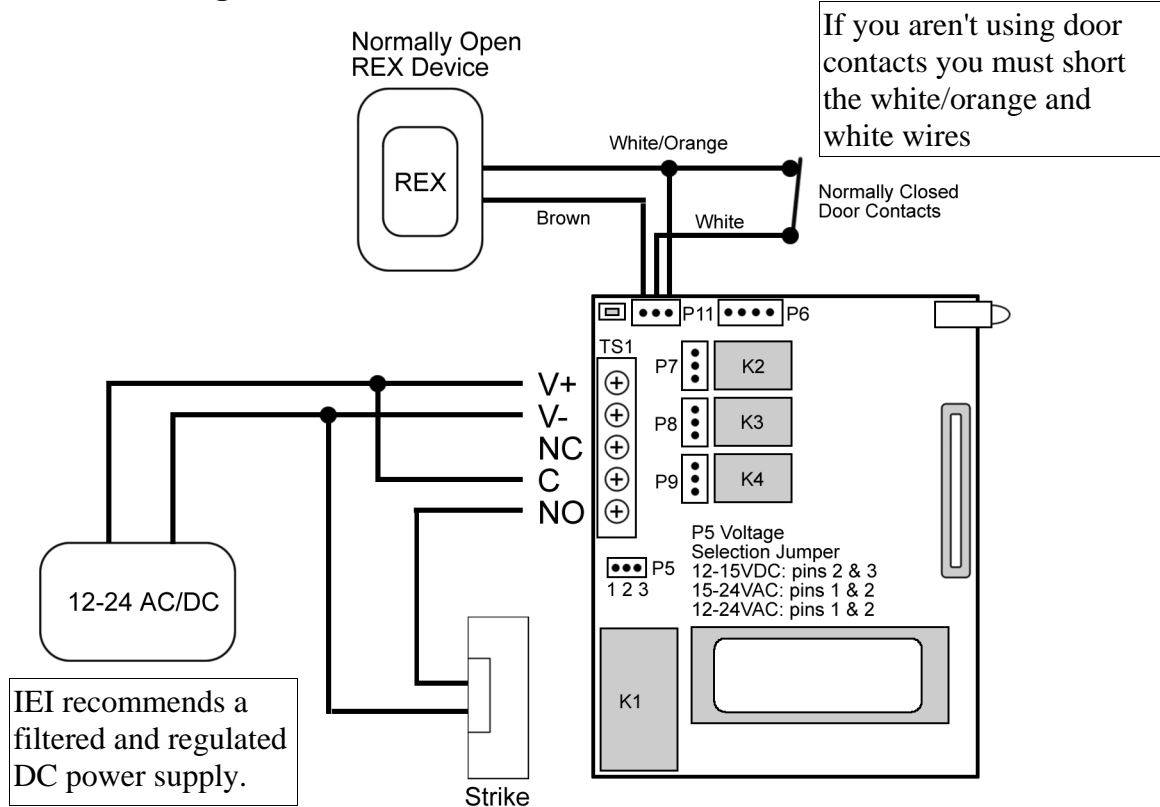 Normally Open
REX Device
If you aren't using door
contacts you must short
the white/orange and
white wires
White/Orange
REX
Normally Closed
Door Contacts
Brown
White
P11
P6
TS1
P7
K2
V+
V-
P8
K3
NC
C
P9
K4
NO
P5 Voltage
Selection Jumper
12-15VDC: pins 2 & 3
15-24VAC: pins 1 & 2
12-24VAC: pins 1 & 2
P5
1 2 3
12-24 AC/DC
IEI recommends a
filtered and regulated
DC power supply.
K1
Strike